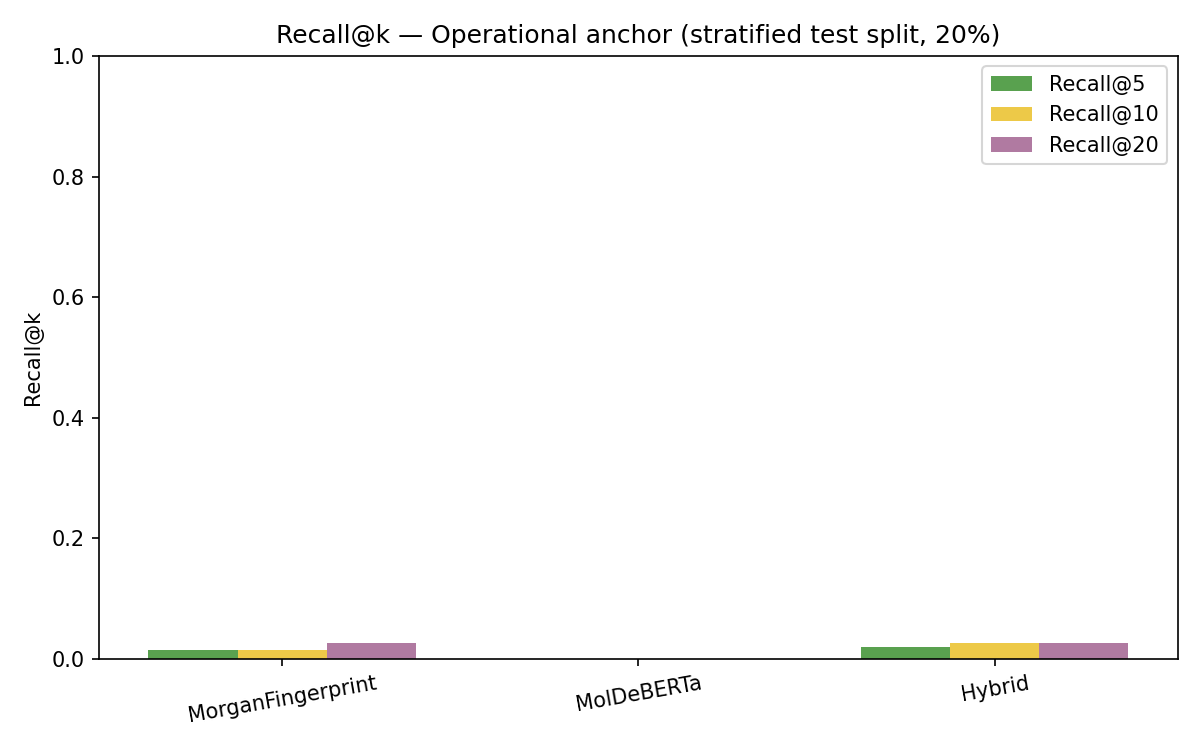 Recall@k — Operational anchor (stratified test split, 20%)
1.0
0.8
0.6
0.4
0.2
0.0
Recall@k
Recall@5
Recall@10
Recall@20
MorganFingerprint
MolDeBERTa
Hybrid